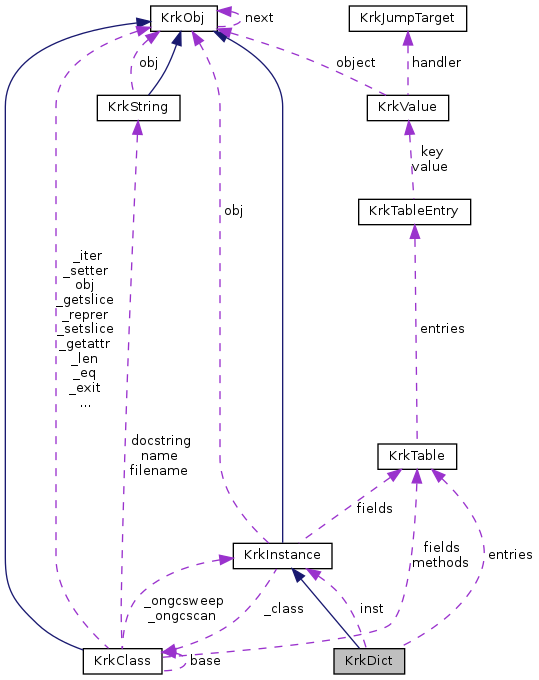 KrkObj
next
KrkJumpTarget
obj
object
handler
KrkString
KrkValue
key
value
obj
KrkTableEntry
_iter
_setter
obj
_getslice
_reprer
_setslice
_getattr
_len
_eq
_exit
...
entries
docstring
name
filename
KrkTable
fields
KrkInstance
fields
methods
entries
_ongcsweep
_ongcscan
_class
inst
KrkClass
base
KrkDict